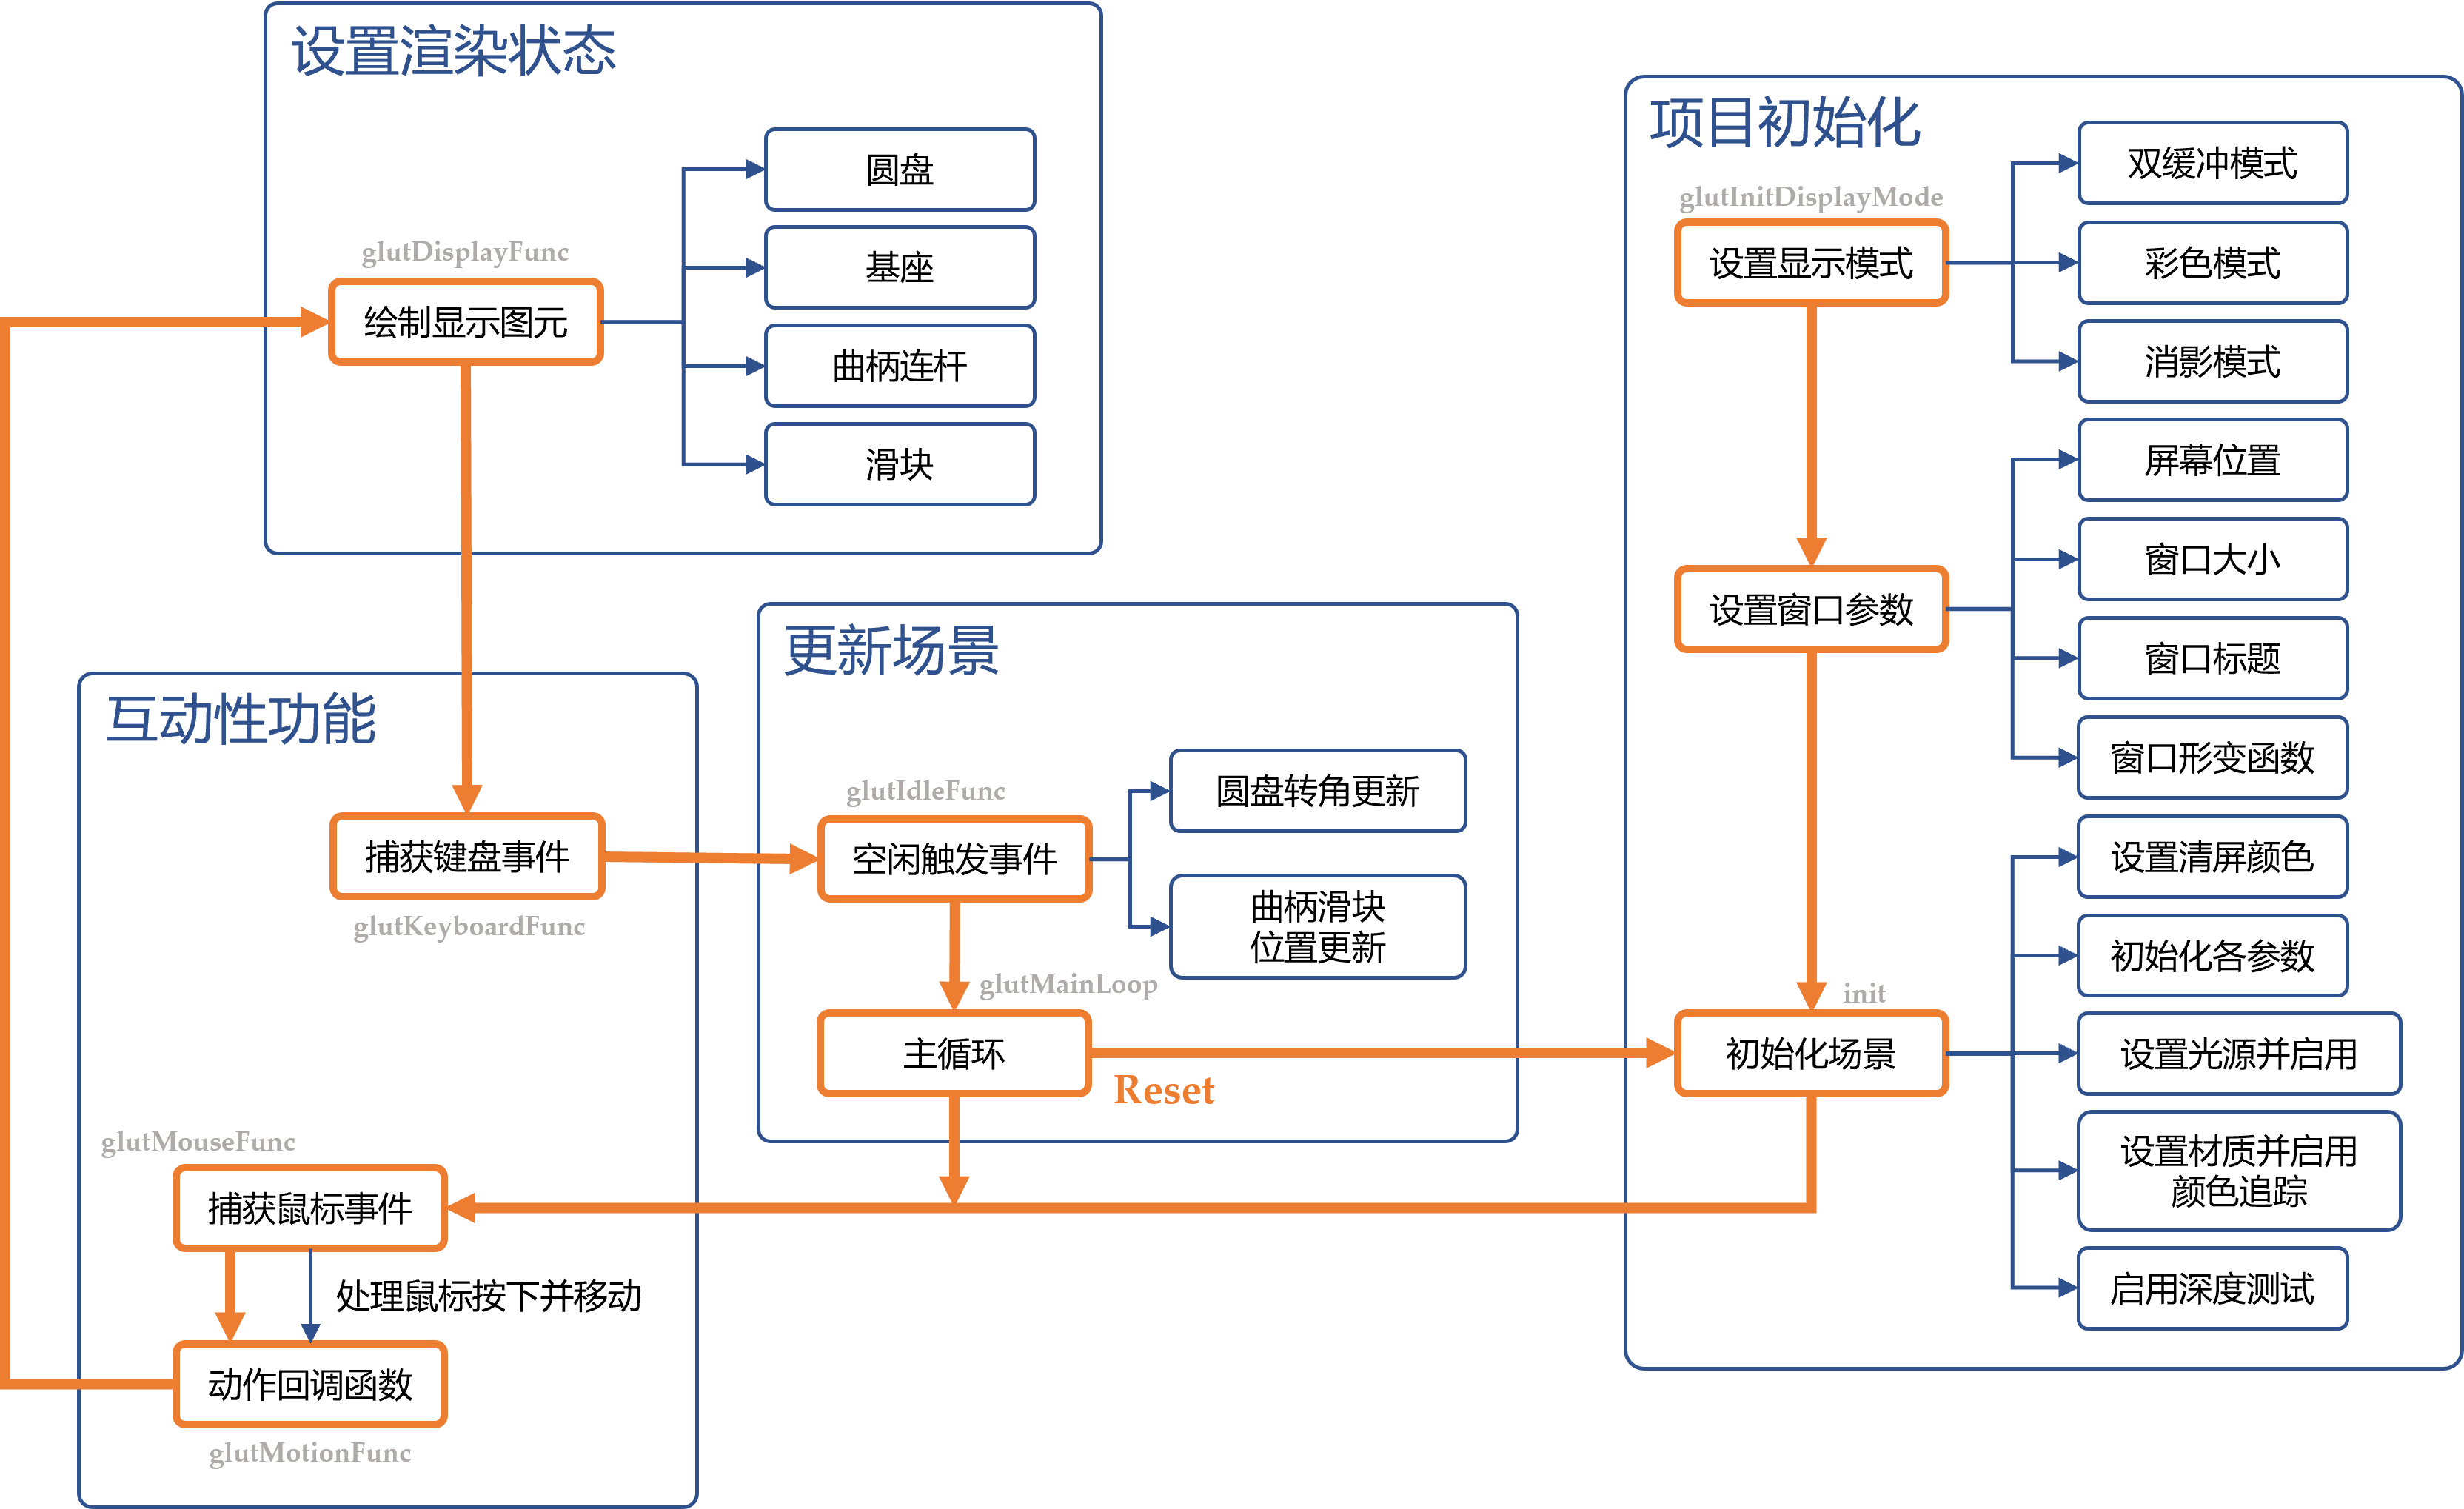 设置渲染状态
glutDisplayFunc
绘制显示图元
圆盘
基座
曲柄连杆
滑块
项目初始化
glutInitDisplayMode
设置显示模式
双缓冲模式
彩色模式
消影模式
设置窗口参数
屏幕位置
窗口大小
窗口标题
窗口形变函数
init
初始化场景
设置清屏颜色
初始化各参数
设置光源并启用
设置材质并启用
颜色追踪
启用深度测试
更新场景
glutIdleFunc
空闲触发事件
圆盘转角更新
曲柄滑块
位置更新
glutMainLoop
主循环
Reset
互动性功能
捕获键盘事件
glutKeyboardFunc
glutMouseFunc
捕获鼠标事件
处理鼠标按下并移动
动作回调函数
glutMotionFunc